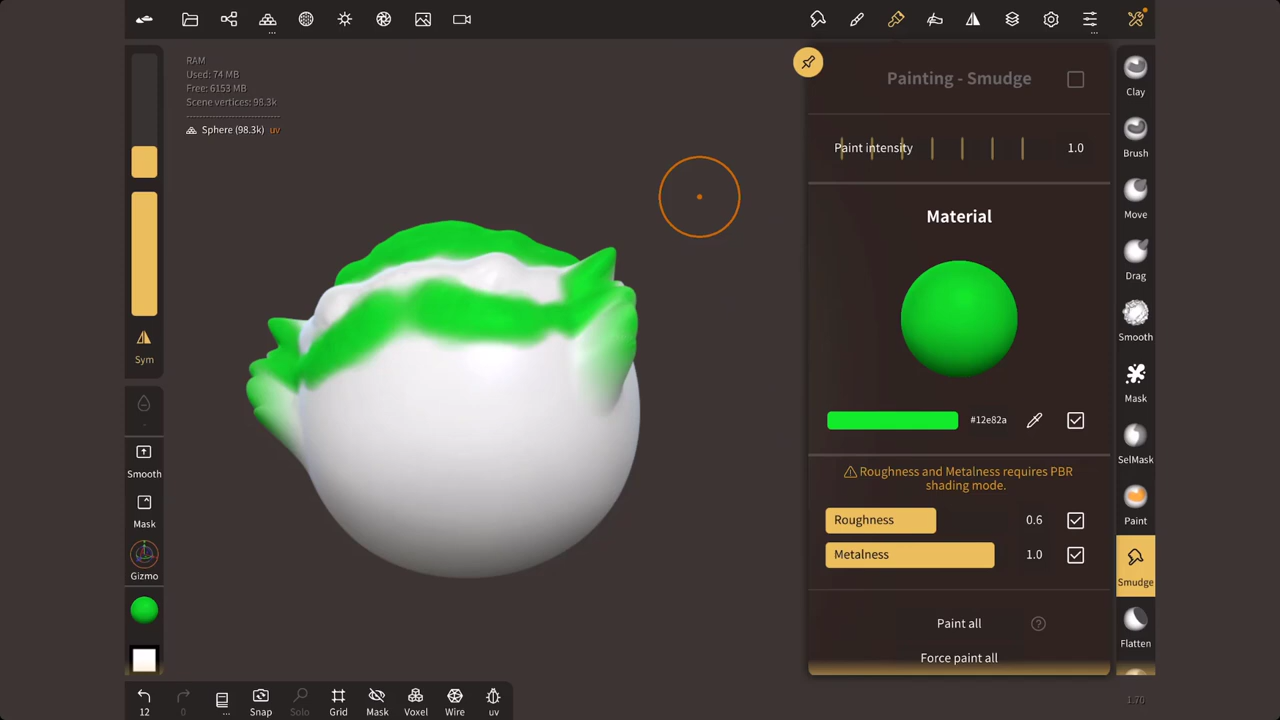 RAM
Used: 74 MB
Free: 6153 MB
Scene vertices: 98.3k
Sphere (98.3k) uv
Sym
Smooth
Mask
Gizmo
12
0
Snap
Solo
Grid
Mask
Voxel
Wire
uv
Painting - Smudge
Paint intensity 1.0
Material
#12e82a
Roughness and Metalness requires PBR
shading mode.
Roughness 0.6
Metalness 1.0
Paint all ?
Force paint all
Clay
Brush
Move
Drag
Smooth
Mask
SelMask
Paint
Smudge
Flatten
1.70